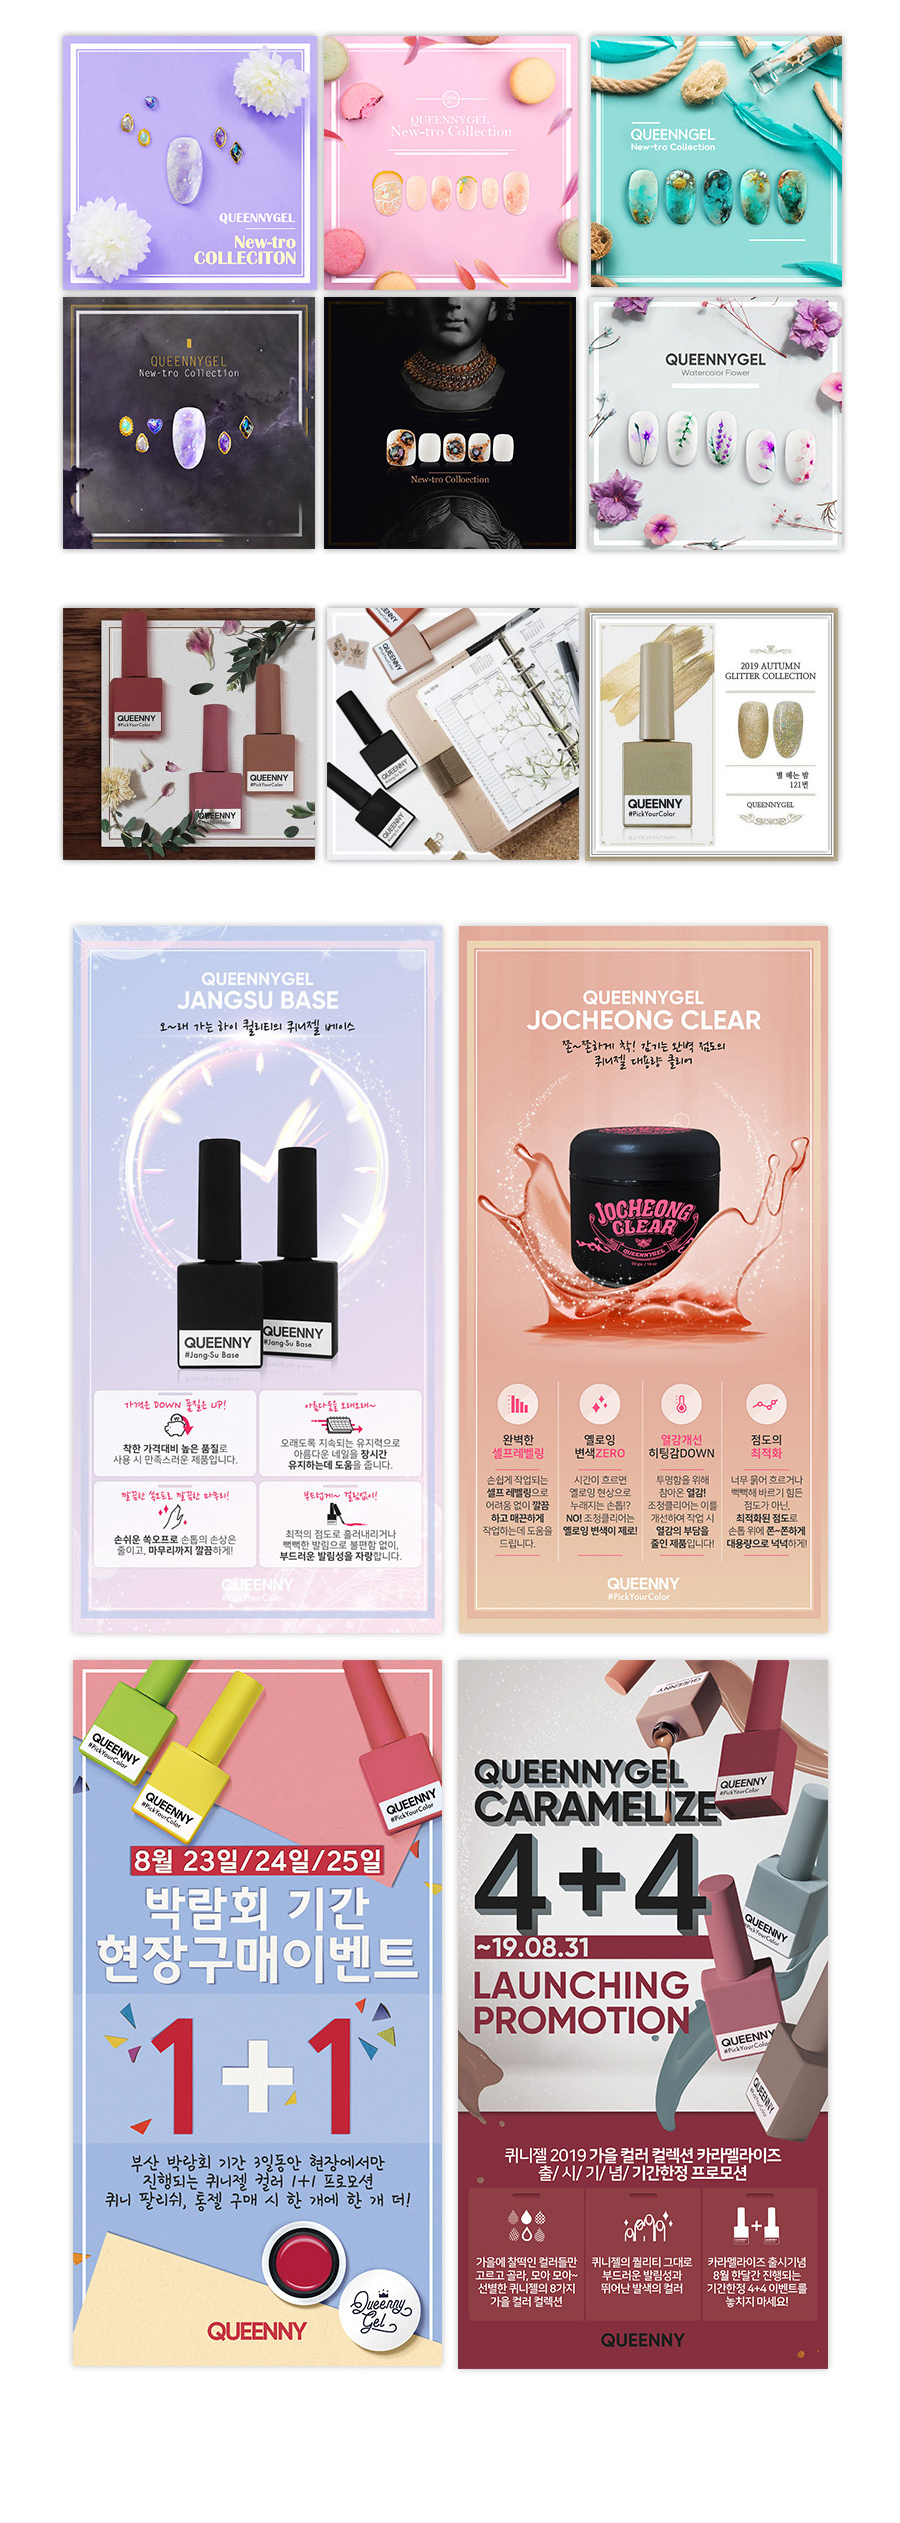 QUEENNYGEL
New-tro
COLLECITON
QUEENNYGEL
New-tro Collection
QUEENNGEL
New-tro Collection
QUEENNYGEL
New-tro Collection
New-tro Colloection
QUEENNYGEL
Watercolor Flower
QUEENNY
#PickYourColor
QUEENNY
#PickYourColor
QUEENNY
#PickYourColor
QUEENNY
QUEENNY
#Jang-Su Base
QUEENNY
#Jang-Su Base
2019 AUTUMN
GLITTER COLLECTION
별 헤는 밤
121번
QUEENNYGEL
QUEENNY
#PickYourColor
QUEENNYGEL
JANGSU BASE
오~래 가는 하이 퀄리티의 퀴니젤 베이스
QUEENNY
#Jang-Su Base
QUEENNY
#Jang-Su Base
가격은 DOWN 품질은 UP!
착한 가격대비 높은 품질로
사용 시 만족스러운 제품입니다.
아름다움을 오래오래~
오래도록 지속되는 유지력으로
아름다운 네일을 장시간
유지하는데 도움을 줍니다.
깔끔한 쏙오프로 깔끔한 마무리!
손쉬운 쏙오프로 손톱의 손상은
줄이고, 마무리까지 깔끔하게!
부드럽게~ 걸림없이!
최적의 점도로 흘러내리거나
뻑뻑한 발림으로 불편함 없이,
부드러운 발림성을 자랑합니다.
QUEENNY
#PickYourColor
QUEENNYGEL
JOCHEONG CLEAR
쫀~쫀하게 착! 감기는 완벽 점도의
퀴니젤 대용량 클리어
JOCHEONG
CLEAR
QUEENNYGEL
완벽한
셀프레벨링
손쉽게 작업되는
셀프 레벨링으로
어려움 없이 깔끔
하고 매끈하게
작업하는데 도움을
드립니다.
옐로잉
변색ZERO
시간이 흐르면
옐로잉 현상으로
누래지는 손톱!?
NO! 조청클리어는
옐로잉 변색이 제로!
열감개선
히팅감DOWN
투명함을 위해
참아온 열감!
조청클리어는 이를
개선하여 작업 시
열감의 부담을
줄인 제품입니다!
점도의
최적화
너무 묽어 흐르거나
뻑뻑해 바르기 힘든
점도가 아닌,
최적화된 점도로
손톱 위에 쫀~쫀하게
대용량으로 넉넉하게!
QUEENNY
#PickYourColor
QUEENNY
#PickYourColor
QUEENNY
#PickYourColor
QUEENNY
#PickYourColor
8월 23일/24일/25일
박람회 기간
현장구매이벤트
1+1
부산 박람회 기간 3일동안 현장에서만
진행되는 퀴니젤 컬러 1+1 프로모션
퀴니 팔리쉬, 통젤 구매 시 한 개에 한 개 더!
Queenny
Gel
QUEENNY
QUEENNY
QUEENNY
#PickYourColor
QUEENNYGEL
CARAMELIZE
4+4
~19.08.31
LAUNCHING
PROMOTION
QUEENNY
QUEENNY
#PickYourColor
QUEENNY
퀴니젤 2019 가을 컬러 컬렉션 카라멜라이즈
출/시/기/념/ 기간한정 프로모션
가을에 찰떡인 컬러들만
고르고 골라, 모아 모아~
선별한 퀴니젤의 8가지
가을 컬러 컬렉션
퀴니젤의 퀄리티 그대로
부드러운 발림성과
뛰어난 발색의 컬러
카라멜라이즈 출시기념
8월 한달간 진행되는
기간한정 4+4 이벤트를
놓치지 마세요!
QUEENNY